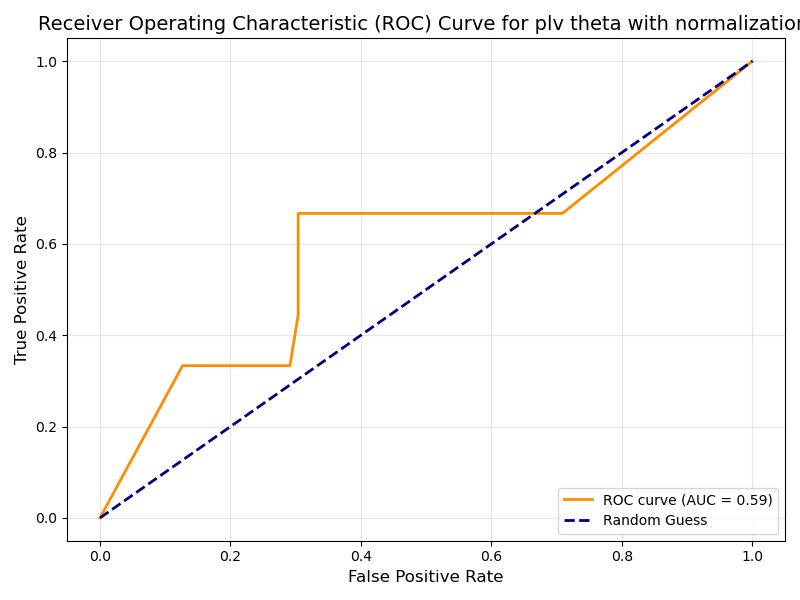 Receiver Operating Characteristic (ROC) Curve for plv theta with normalization
1.0
0.8
0.6
0.4
0.2
0.0
True Positive Rate
0.0 0.2 0.4 0.6 0.8 1.0
False Positive Rate
ROC curve (AUC = 0.59)
Random Guess